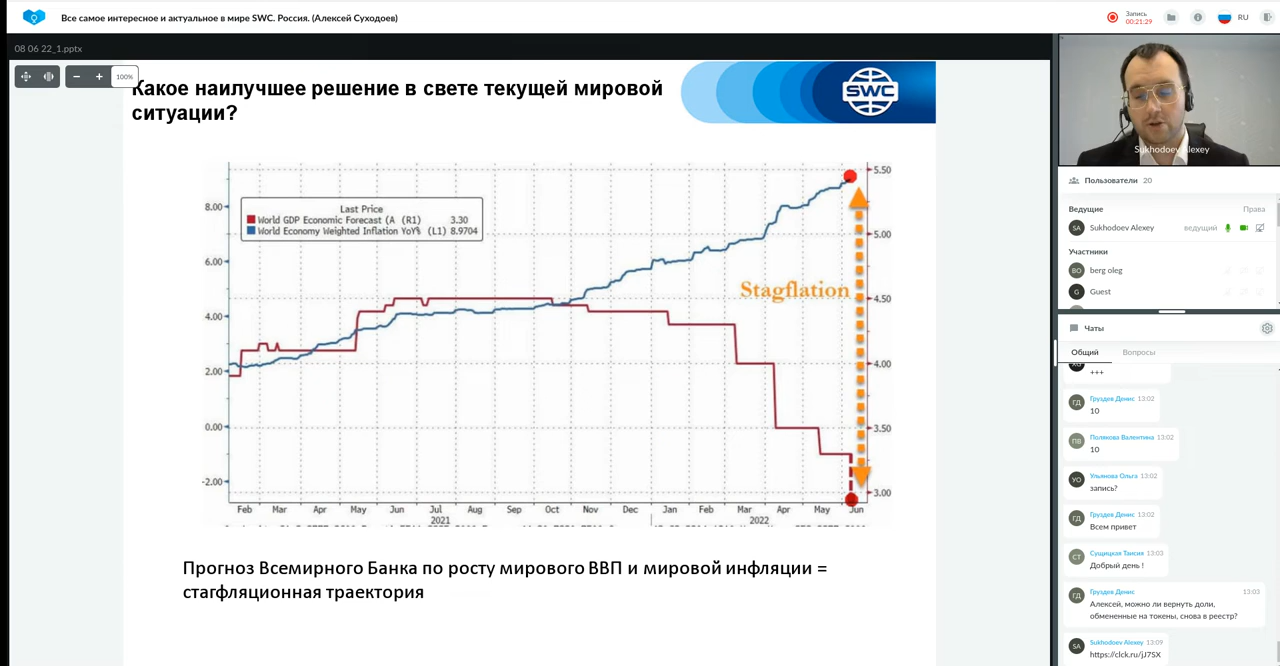 Все самое интересное и актуальное в мире SWC. Россия. (Алексей Суходоев)
Запись
00:21:29
RU
08 06 22_1.pptx
100%
Какое наилучшее решение в свете текущей мировой
ситуации?
SWC
5.50
5.00
4.50
4.00
3.50
3.00
8.00
6.00
4.00
2.00
0.00
-2.00
Last Price
World GDP Economic Forecast (A (R1) 3.30
World Economy Weighted Inflation YoY% (L1) 8.9704
Stagflation
Feb Mar Apr May Jun Jul Aug Sep Oct Nov Dec Jan Feb Mar Apr May Jun
2021 2022
Прогноз Всемирного Банка по росту мирового ВВП и мировой инфляции =
стагфляционная траектория
Sukhodoev Alexey
Пользователи 20
Ведущие Права
SA Sukhodoev Alexey ведущий
Участники
BO berg oleg
G Guest
Чаты
Общий Вопросы
+++
ГД Груздев Денис 13:02
10
ПВ Полякова Валентина 13:02
10
УО Ульянова Ольга 13:02
запись?
ГД Груздев Денис 13:02
Всем привет
СТ Сущицкая Таисия 13:03
Добрый день !
ГД Груздев Денис 13:03
Алексей, можно ли вернуть доли,
обмененные на токены, снова в реестр?
SA Sukhodoev Alexey 13:09
https://clck.ru/jJ7SX